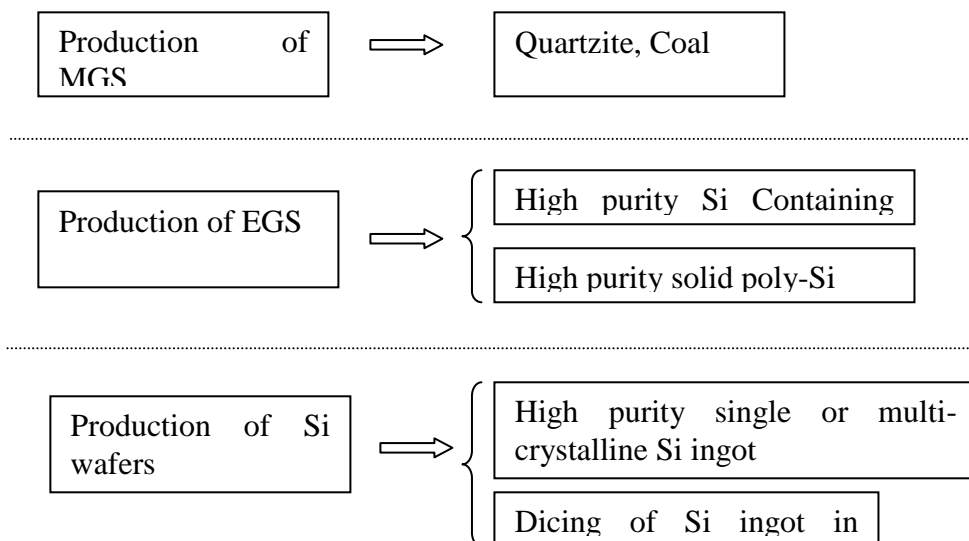 Production of
MGS
Quartzite, Coal
Production of EGS
High purity Si Containing
High purity solid poly-Si
Production of Si
wafers
High purity single or multi-
crystalline Si ingot
Dicing of Si ingot in